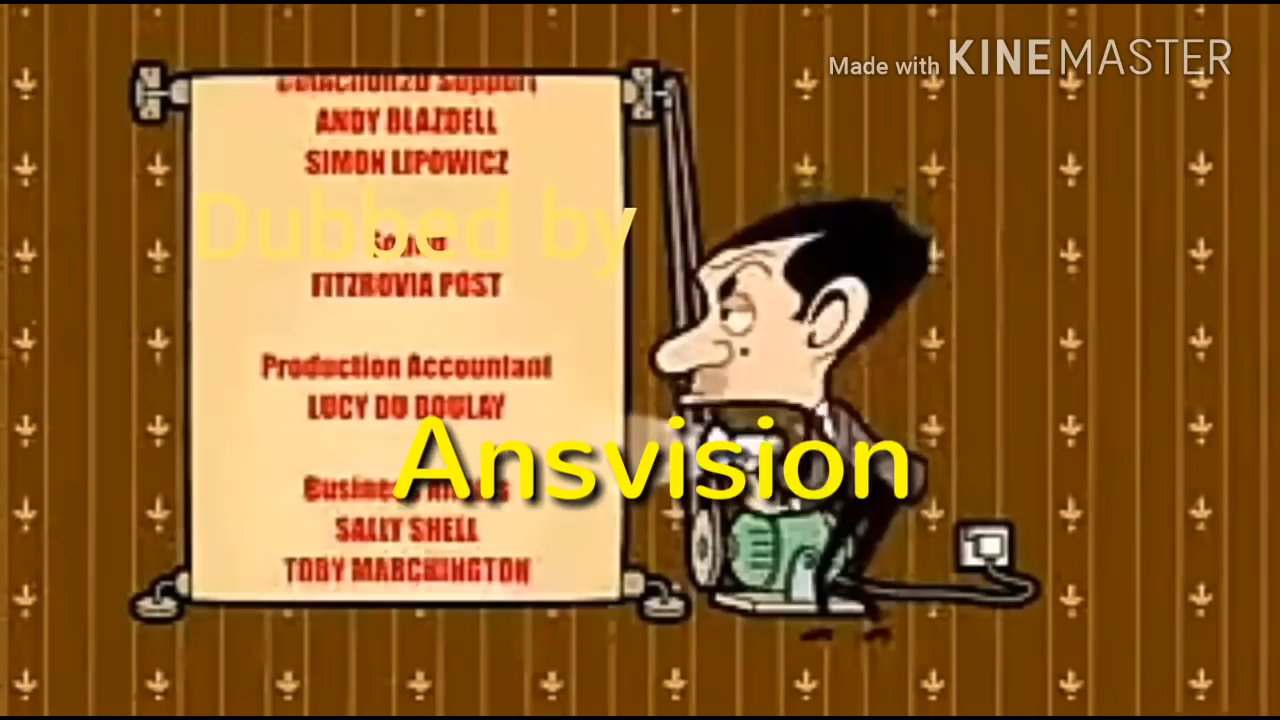 Made with KINEMASTER
Support
ANDY BLAZDELL
SIMON LIPOWICZ
Dubbed by
FITZROVIA POST
Production Accountant
LUCY DU BOULAY
Ansvision
SALLY SHELL
TOBY MARCHINGTON